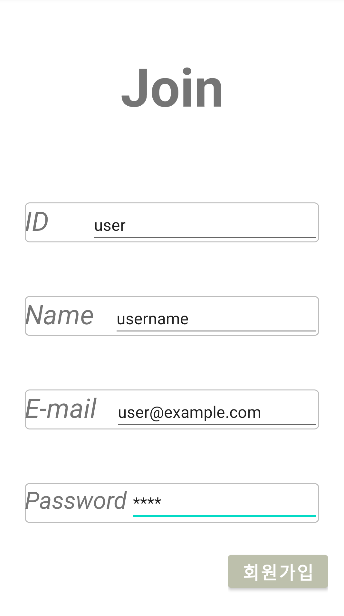 Join
ID user
Name username
E-mail user@example.com
Password ****
회원가입